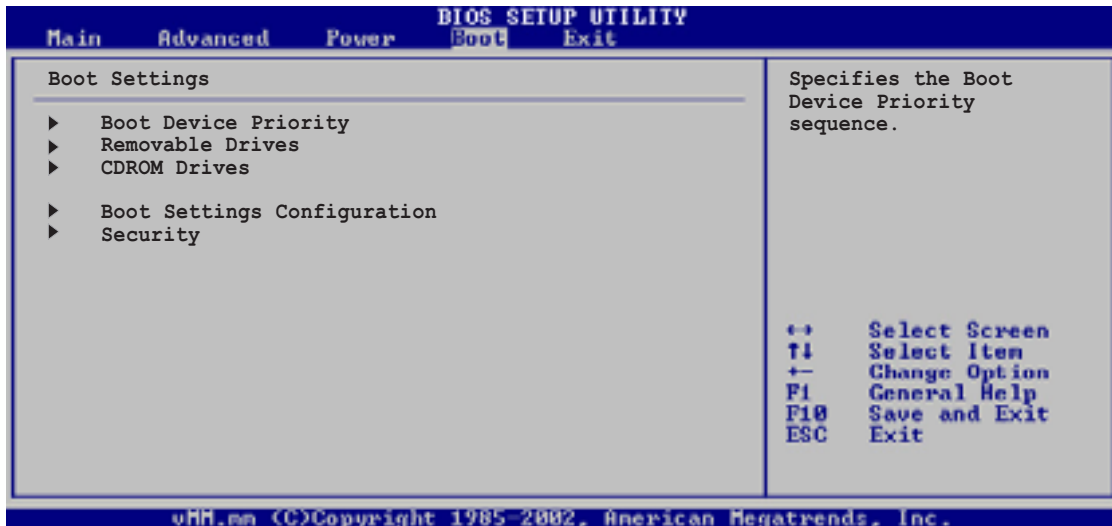 BIOS SETUP UTILITY
Main Advanced Power Boot Exit
Boot Settings
Boot Device Priority
Removable Drives
CDROM Drives
Boot Settings Configuration
Security
Specifies the Boot
Device Priority
sequence.
↔ Select Screen
↑↓ Select Item
+- Change Option
F1 General Help
F10 Save and Exit
ESC Exit
vMM.mm (C)Copyright 1985-2002, American Megatrends, Inc.